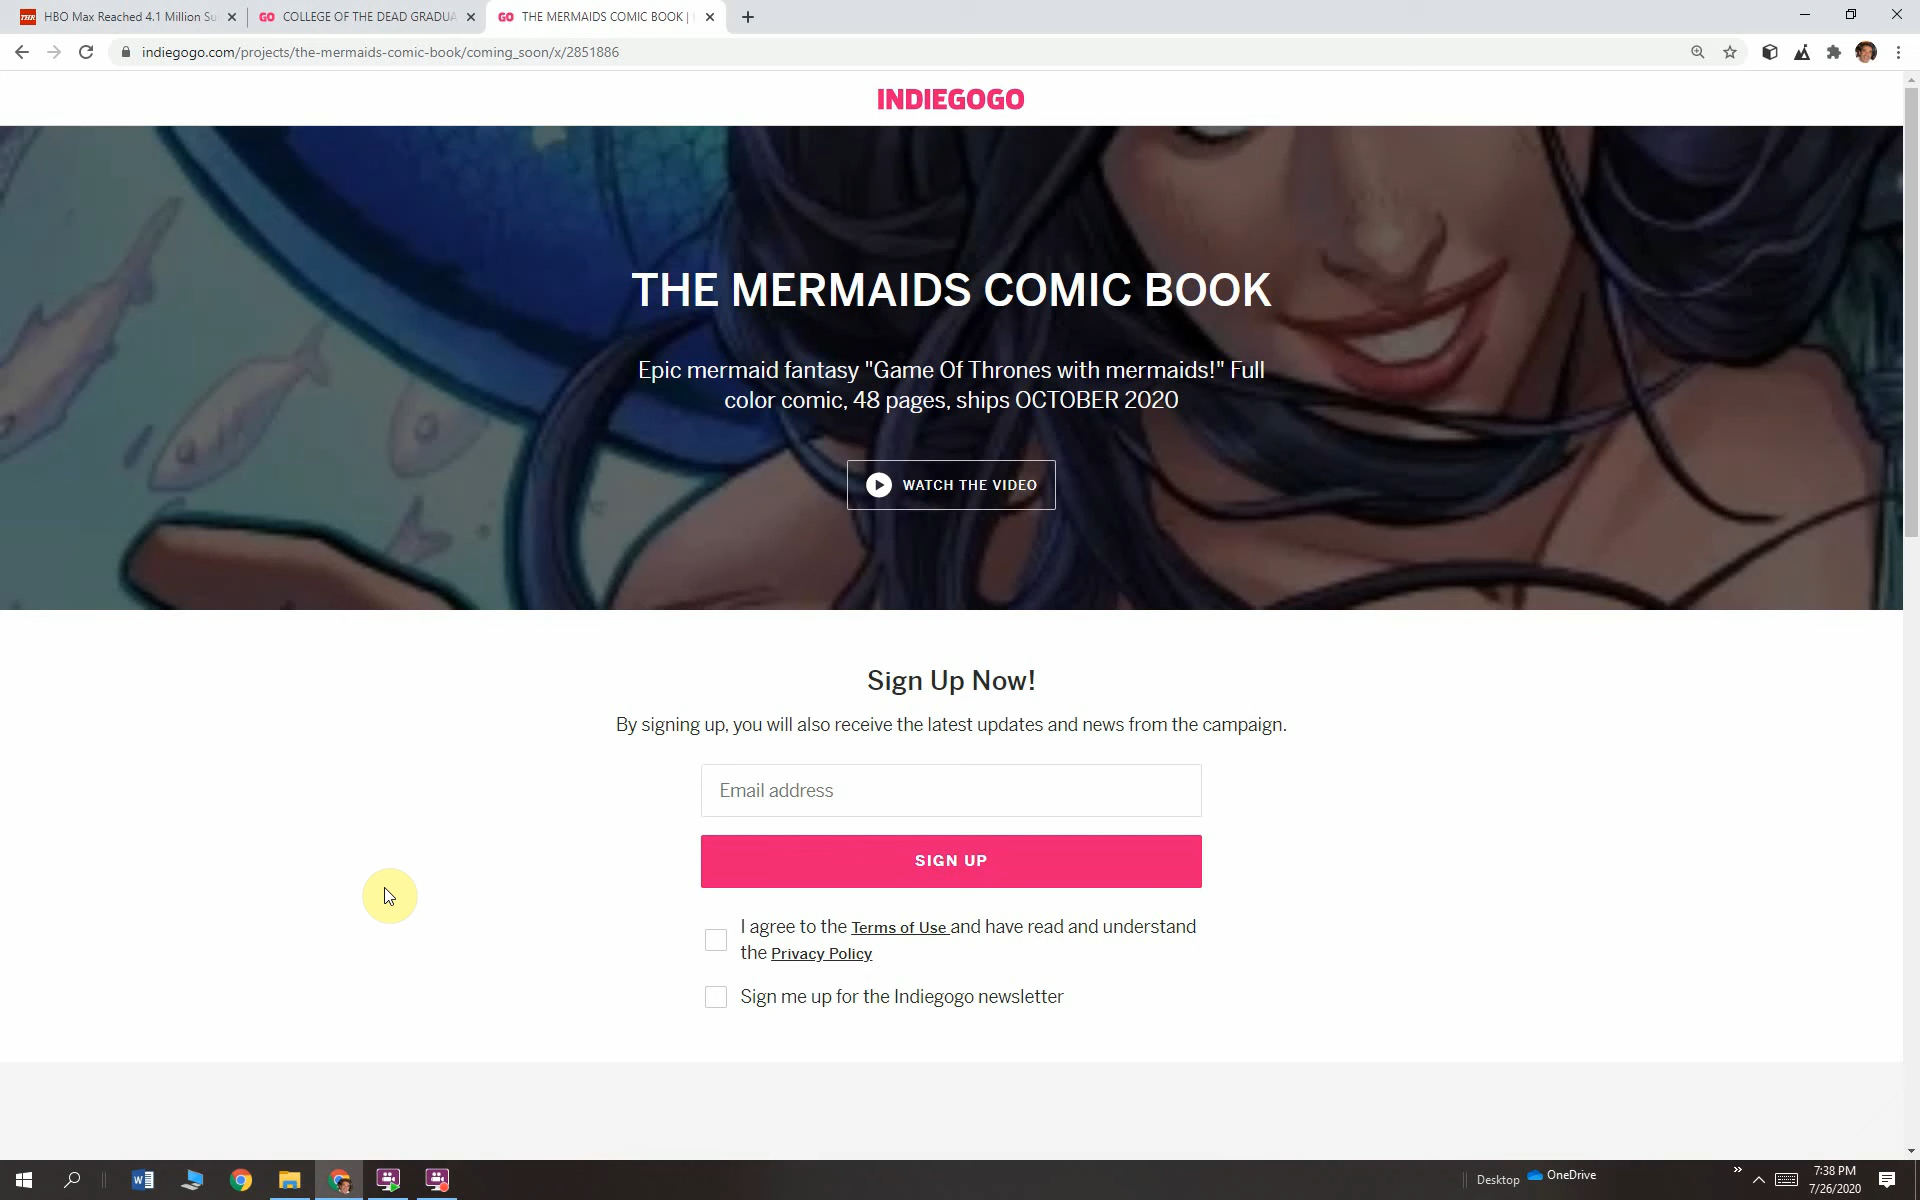 HBO Max Reached 4.1 Million Su
COLLEGE OF THE DEAD GRADUA
THE MERMAIDS COMIC BOOK |
indiegogo.com/projects/the-mermaids-comic-book/coming_soon/x/2851886
INDIEGOGO
THE MERMAIDS COMIC BOOK
Epic mermaid fantasy "Game Of Thrones with mermaids!" Full
color comic, 48 pages, ships OCTOBER 2020
WATCH THE VIDEO
Sign Up Now!
By signing up, you will also receive the latest updates and news from the campaign.
Email address
SIGN UP
I agree to the Terms of Use and have read and understand
the Privacy Policy
Sign me up for the Indiegogo newsletter
Desktop
OneDrive
7:38 PM
7/26/2020